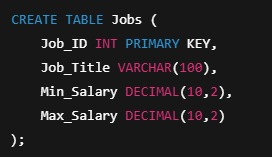 CREATE TABLE Jobs (
    Job_ID INT PRIMARY KEY,
    Job_Title VARCHAR(100),
    Min_Salary DECIMAL(10,2),
    Max_Salary DECIMAL(10,2)
);